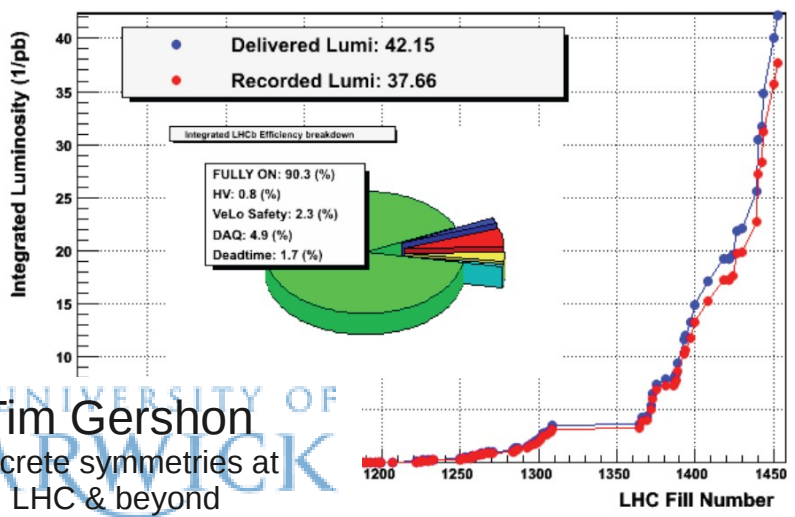 Integrated Luminosity (1/pb)
40
35
30
25
20
15
10
Delivered Lumi: 42.15
Recorded Lumi: 37.66
Integrated LHCb Efficiency breakdown
FULLY ON: 90.3 (%)
HV: 0.8 (%)
VeLo Safety: 2.3 (%)
DAQ: 4.9 (%)
Deadtime: 1.7 (%)
1200 1250 1300 1350 1400 1450
LHC Fill Number
UNIVERSITY OF
WARWICK
im Gershon
crete symmetries at
LHC & beyond